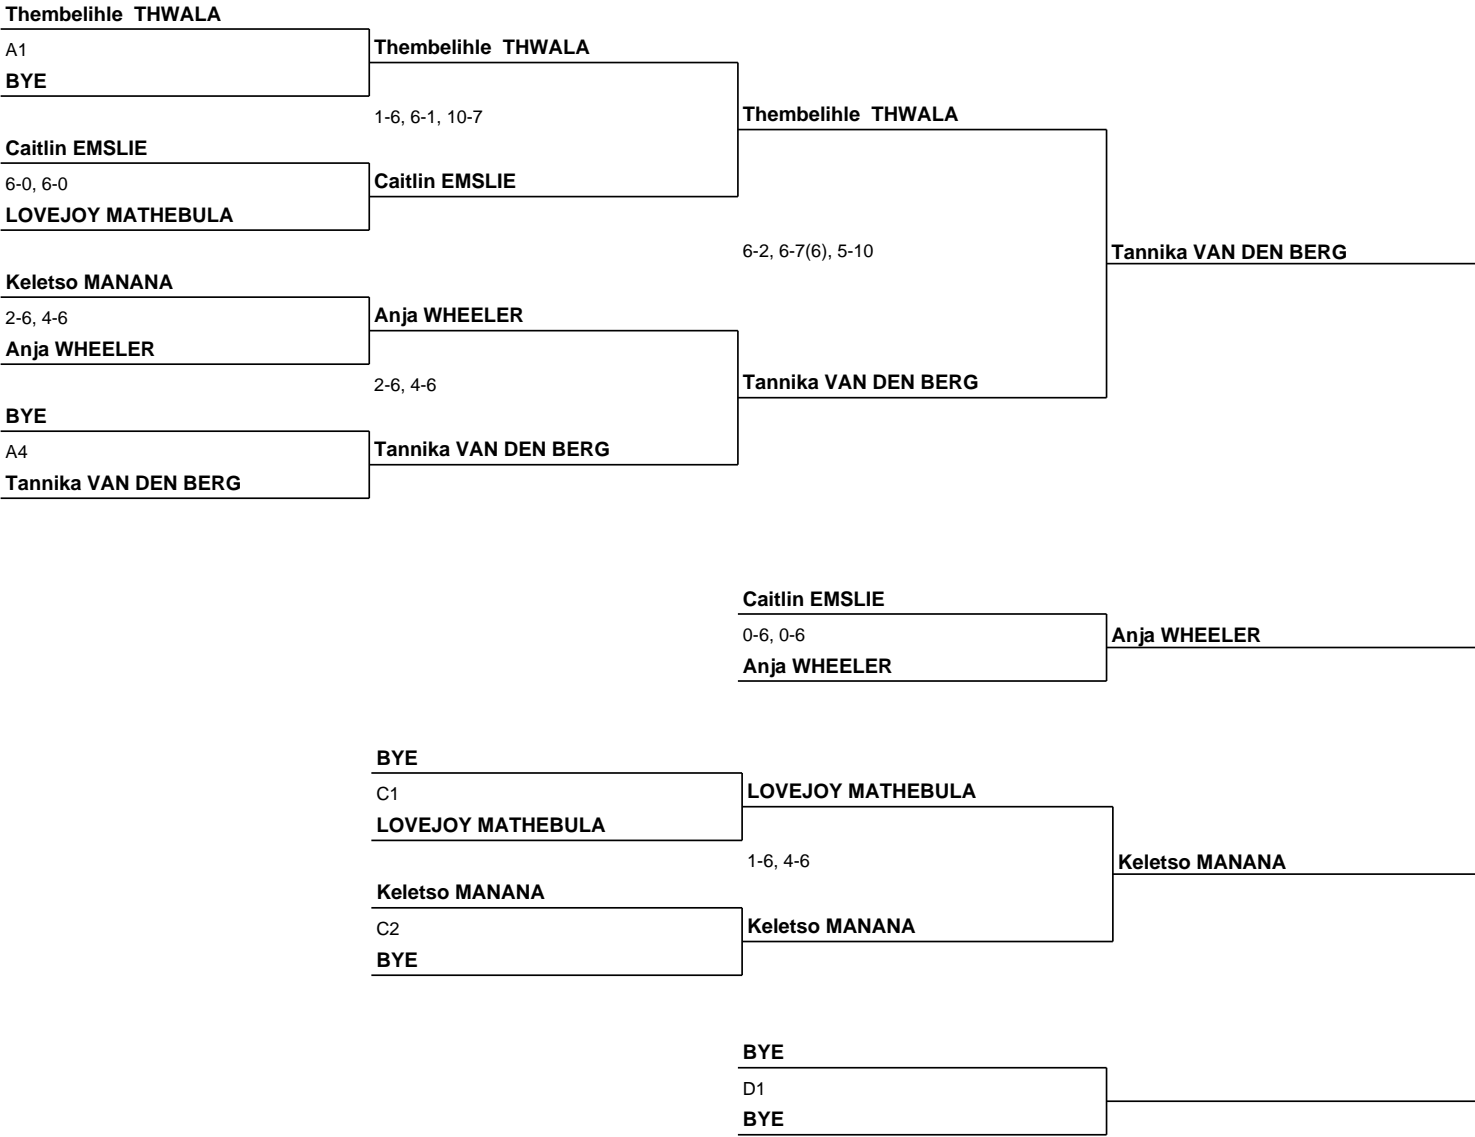 Thembelihle  THWALA
A1
BYE
Thembelihle  THWALA
1-6, 6-1, 10-7
Caitlin EMSLIE
6-0, 6-0
LOVEJOY MATHEBULA
Caitlin EMSLIE
Thembelihle  THWALA
6-2, 6-7(6), 5-10
Tannika VAN DEN BERG
Keletso MANANA
2-6, 4-6
Anja WHEELER
Anja WHEELER
2-6, 4-6
Tannika VAN DEN BERG
BYE
A4
Tannika VAN DEN BERG
Tannika VAN DEN BERG
Caitlin EMSLIE
0-6, 0-6
Anja WHEELER
Anja WHEELER
BYE
C1
LOVEJOY MATHEBULA
LOVEJOY MATHEBULA
1-6, 4-6
Keletso MANANA
Keletso MANANA
C2
BYE
Keletso MANANA
BYE
D1
BYE